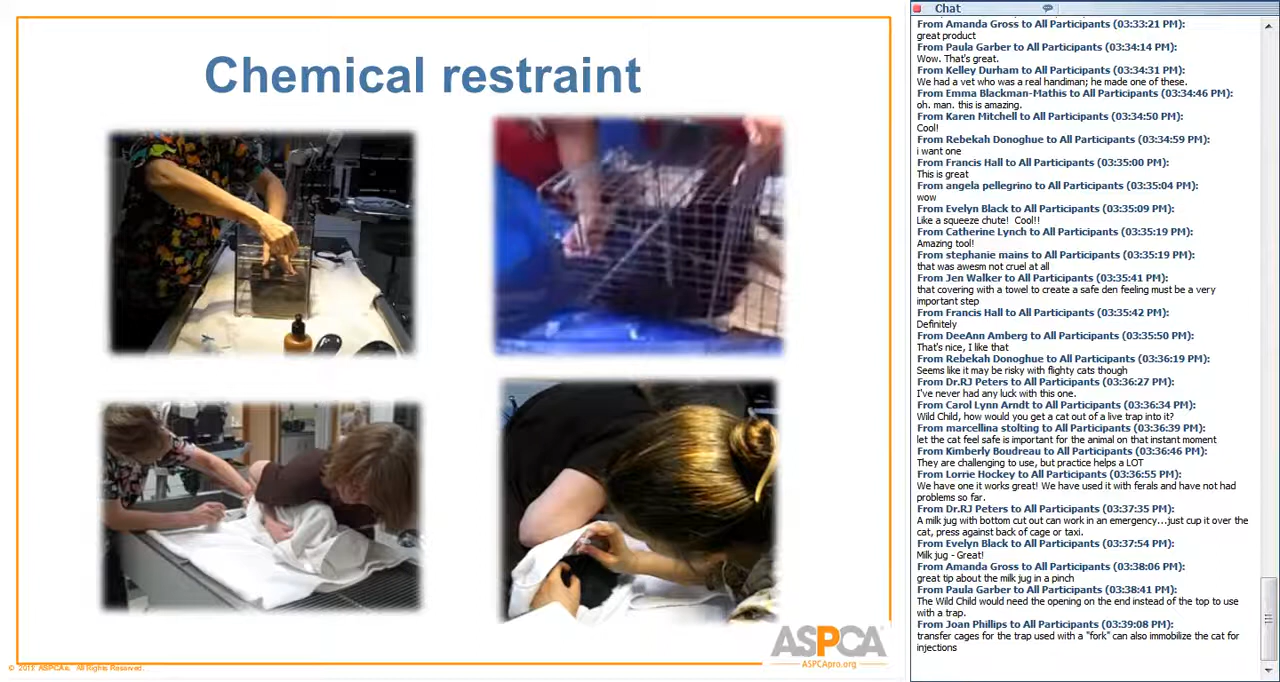 Chemical restraint
ASPCA
ASPCApro.org
© 2011 ASPCA®. All Rights Reserved.
Chat
From Amanda Gross to All Participants (03:33:21 PM):
great product
From Paula Garber to All Participants (03:34:14 PM):
Wow. That's great.
From Kelley Durham to All Participants (03:34:31 PM):
We had a vet who was a real handiman; he made one of these.
From Emma Blackman-Mathis to All Participants (03:34:46 PM):
oh. man. this is amazing.
From Karen Mitchell to All Participants (03:34:50 PM):
Cool!
From Rebekah Donoghue to All Participants (03:34:59 PM):
i want one
From Francis Hall to All Participants (03:35:00 PM):
This is great
From angela pellegrino to All Participants (03:35:04 PM):
wow
From Evelyn Black to All Participants (03:35:09 PM):
Like a squeeze chute!  Cool!!
From Catherine Lynch to All Participants (03:35:19 PM):
Amazing tool!
From stephanie mains to All Participants (03:35:19 PM):
that was awesm not cruel at all
From Jen Walker to All Participants (03:35:41 PM):
that covering with a towel to create a safe den feeling must be a very
important step
From Francis Hall to All Participants (03:35:42 PM):
Definitely
From DeeAnn Amberg to All Participants (03:35:50 PM):
That's nice, I like that
From Rebekah Donoghue to All Participants (03:36:19 PM):
Seems like it may be risky with flighty cats though
From Dr.RJ Peters to All Participants (03:36:27 PM):
I've never had any luck with this one.
From Carol Lynn Arndt to All Participants (03:36:34 PM):
Wild Child, how would you get a cat out of a live trap into it?
From marcellina stolting to All Participants (03:36:39 PM):
let the cat feel safe is important for the animal on that instant moment
From Kimberly Boudreau to All Participants (03:36:46 PM):
They are challenging to use, but practice helps a LOT
From Lorrie Hockey to All Participants (03:36:55 PM):
We have one it works great! We have used it with ferals and have not had
problems so far.
From Dr.RJ Peters to All Participants (03:37:35 PM):
A milk jug with bottom cut out can work in an emergency...just cup it over the
cat, press against back of cage or taxi.
From Evelyn Black to All Participants (03:37:54 PM):
Milk jug - Great!
From Amanda Gross to All Participants (03:38:06 PM):
great tip about the milk jug in a pinch
From Paula Garber to All Participants (03:38:41 PM):
The Wild Child would need the opening on the end instead of the top to use
with a trap.
From Joan Phillips to All Participants (03:39:08 PM):
transfer cages for the trap used with a "fork" can also immobilize the cat for
injections